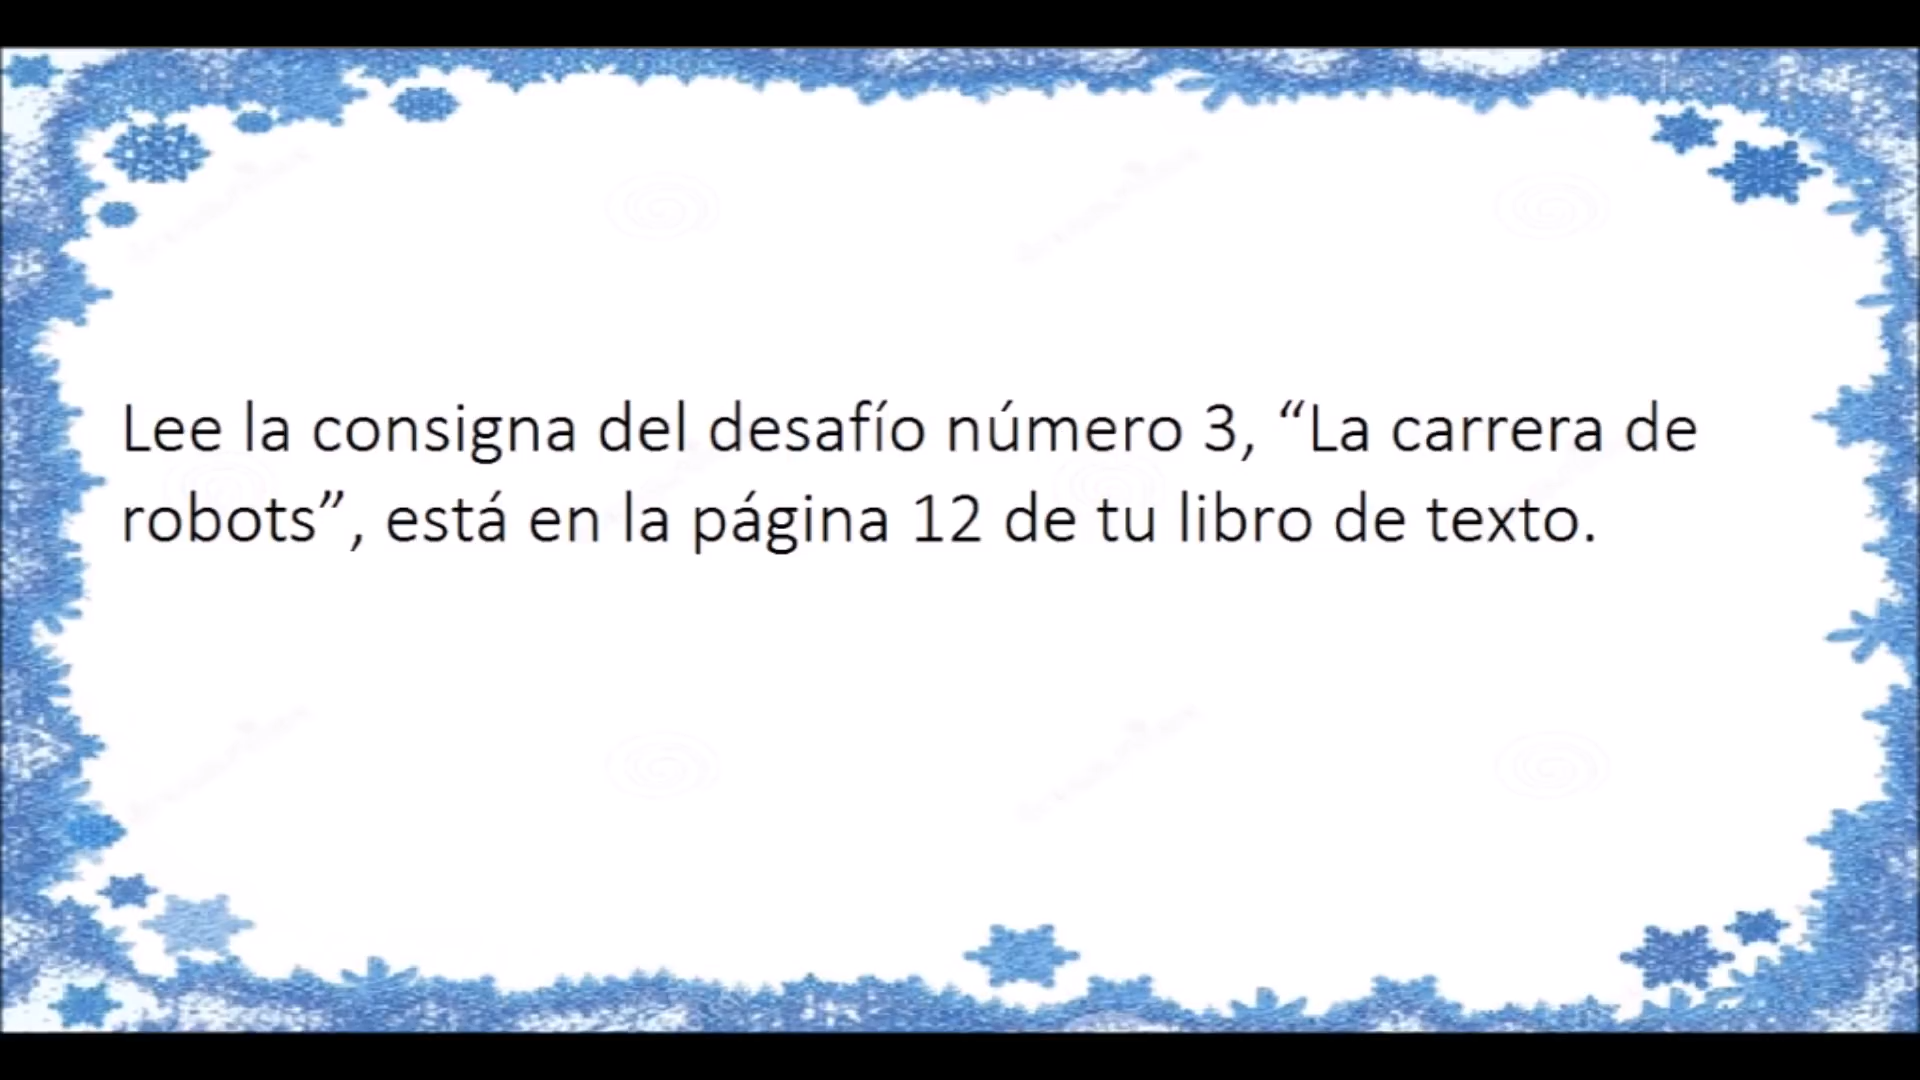 Lee la consigna del desafío número 3, “La carrera de
robots”, está en la página 12 de tu libro de texto.